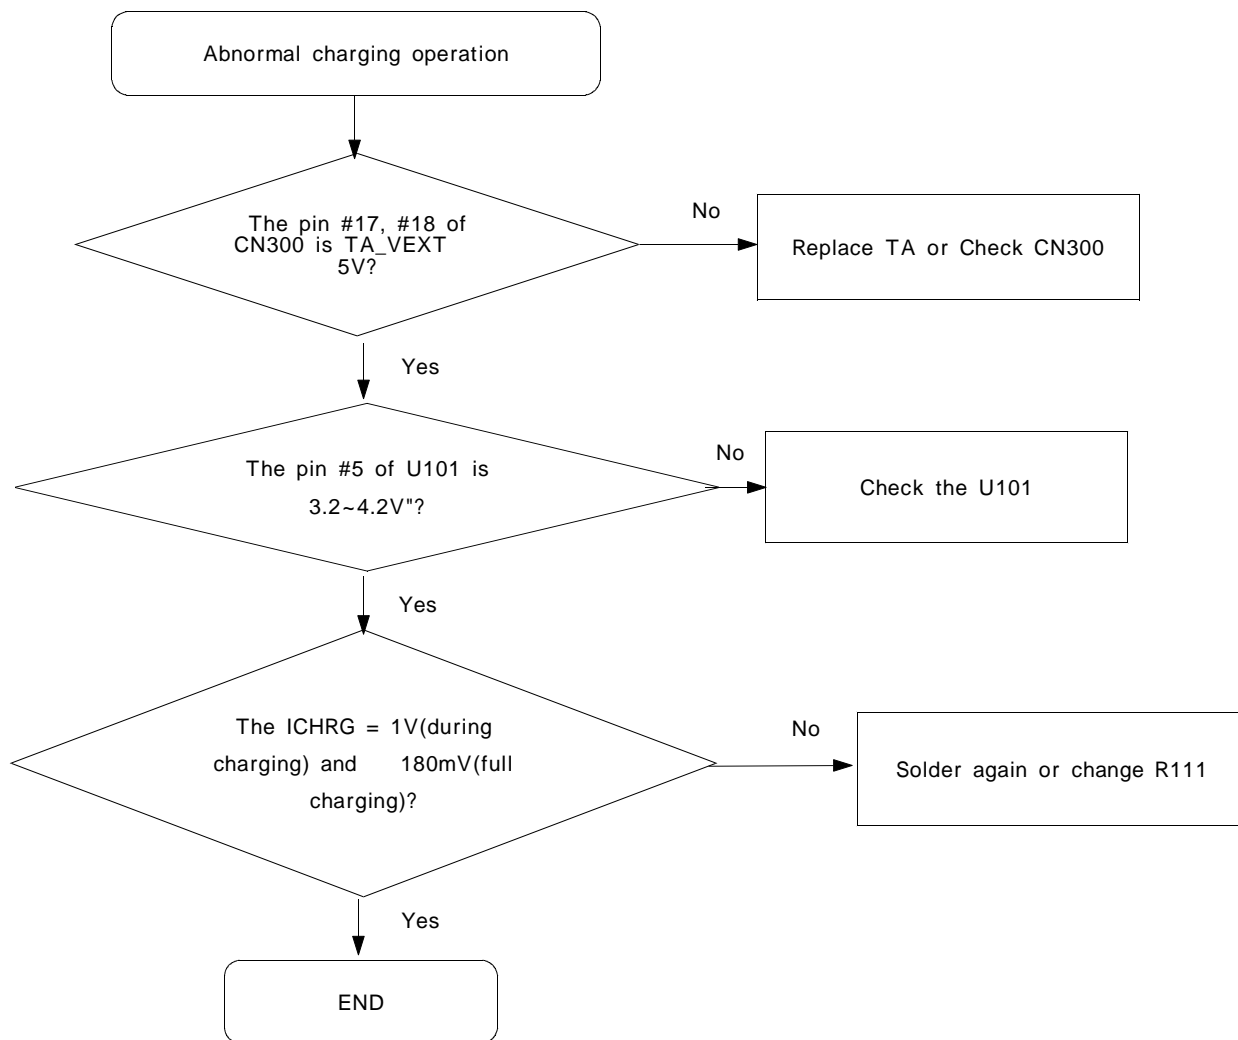 Abnormal charging operation
The pin #17, #18 of
CN300 is TA_VEXT
5V?
No
Replace TA or Check CN300
Yes
The pin #5 of U101 is
3.2~4.2V"?
No
Check the U101
Yes
The ICHRG = 1V(during
charging) and 180mV(full
charging)?
No
Solder again or change R111
Yes
END